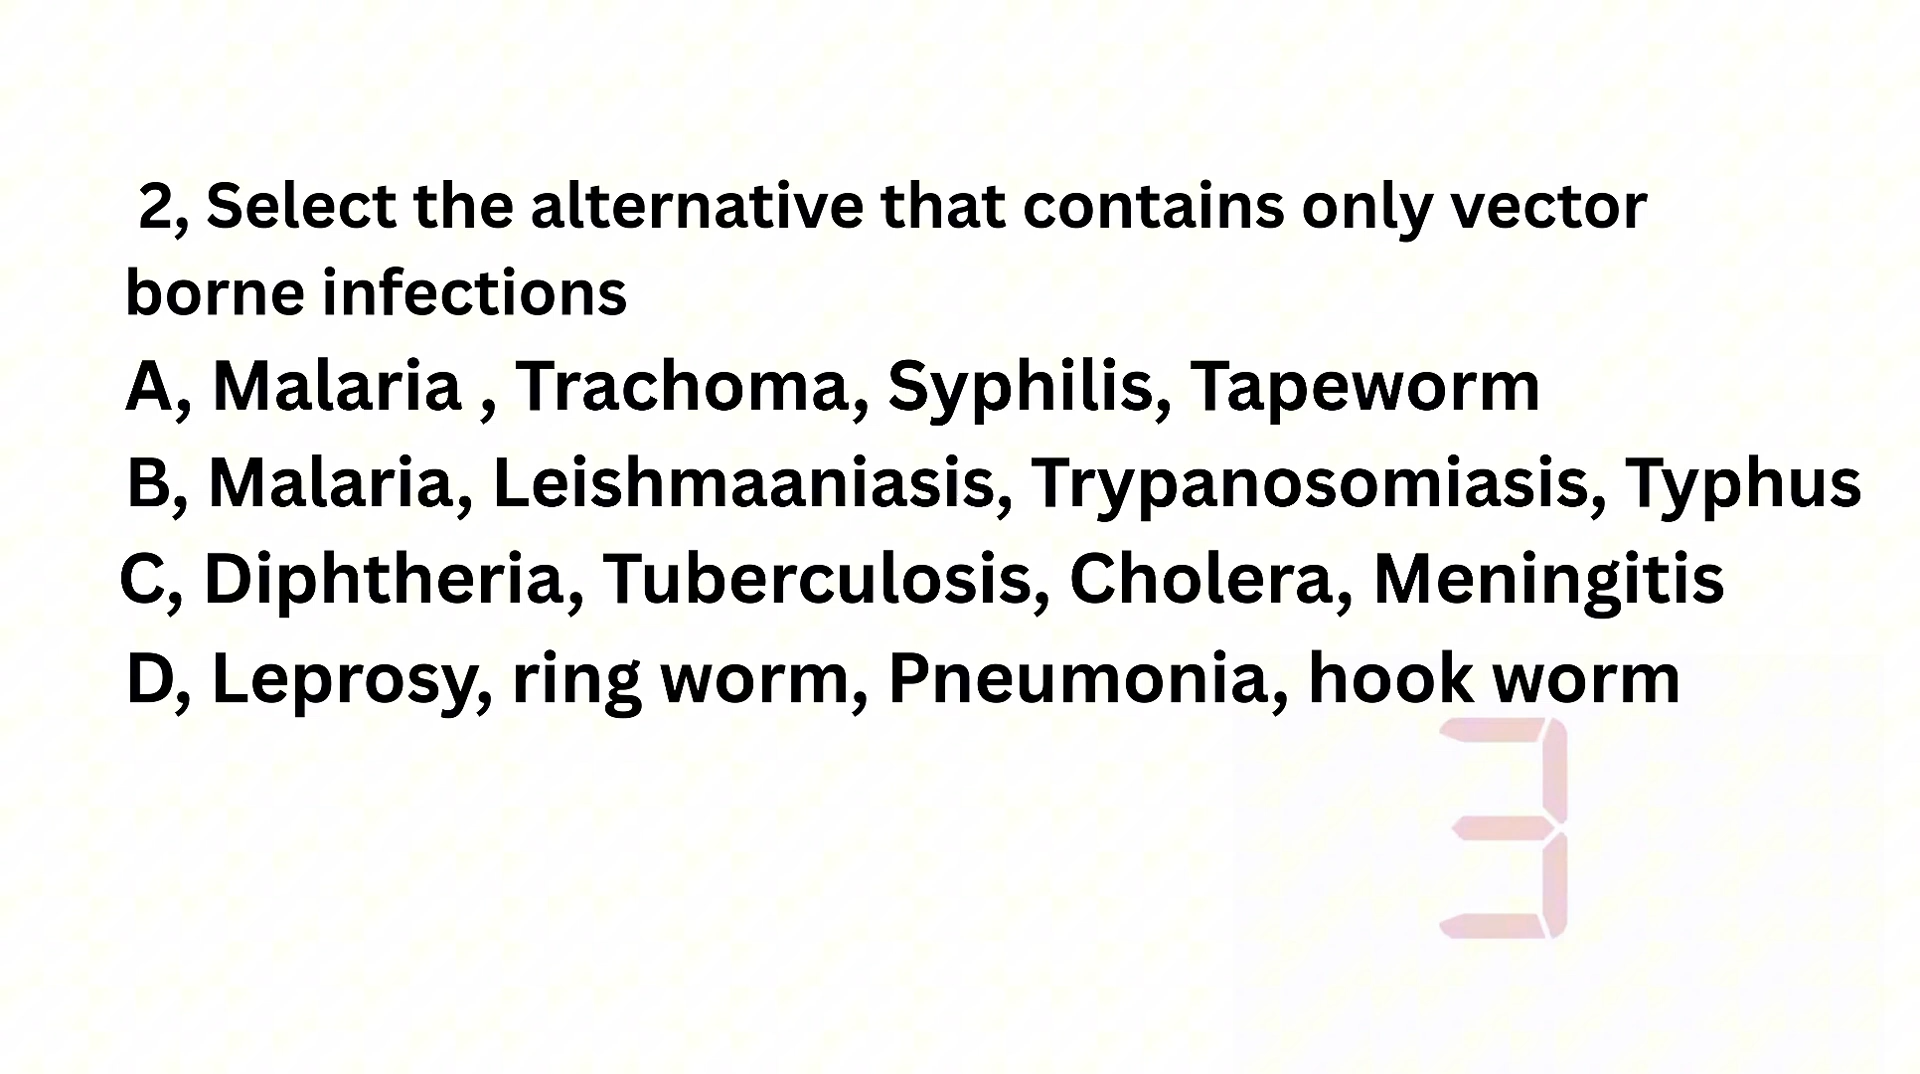 2, Select the alternative that contains only vector
borne infections
A, Malaria , Trachoma, Syphilis, Tapeworm
B, Malaria, Leishmaaniasis, Trypanosomiasis, Typhus
C, Diphtheria, Tuberculosis, Cholera, Meningitis
D, Leprosy, ring worm, Pneumonia, hook worm
3